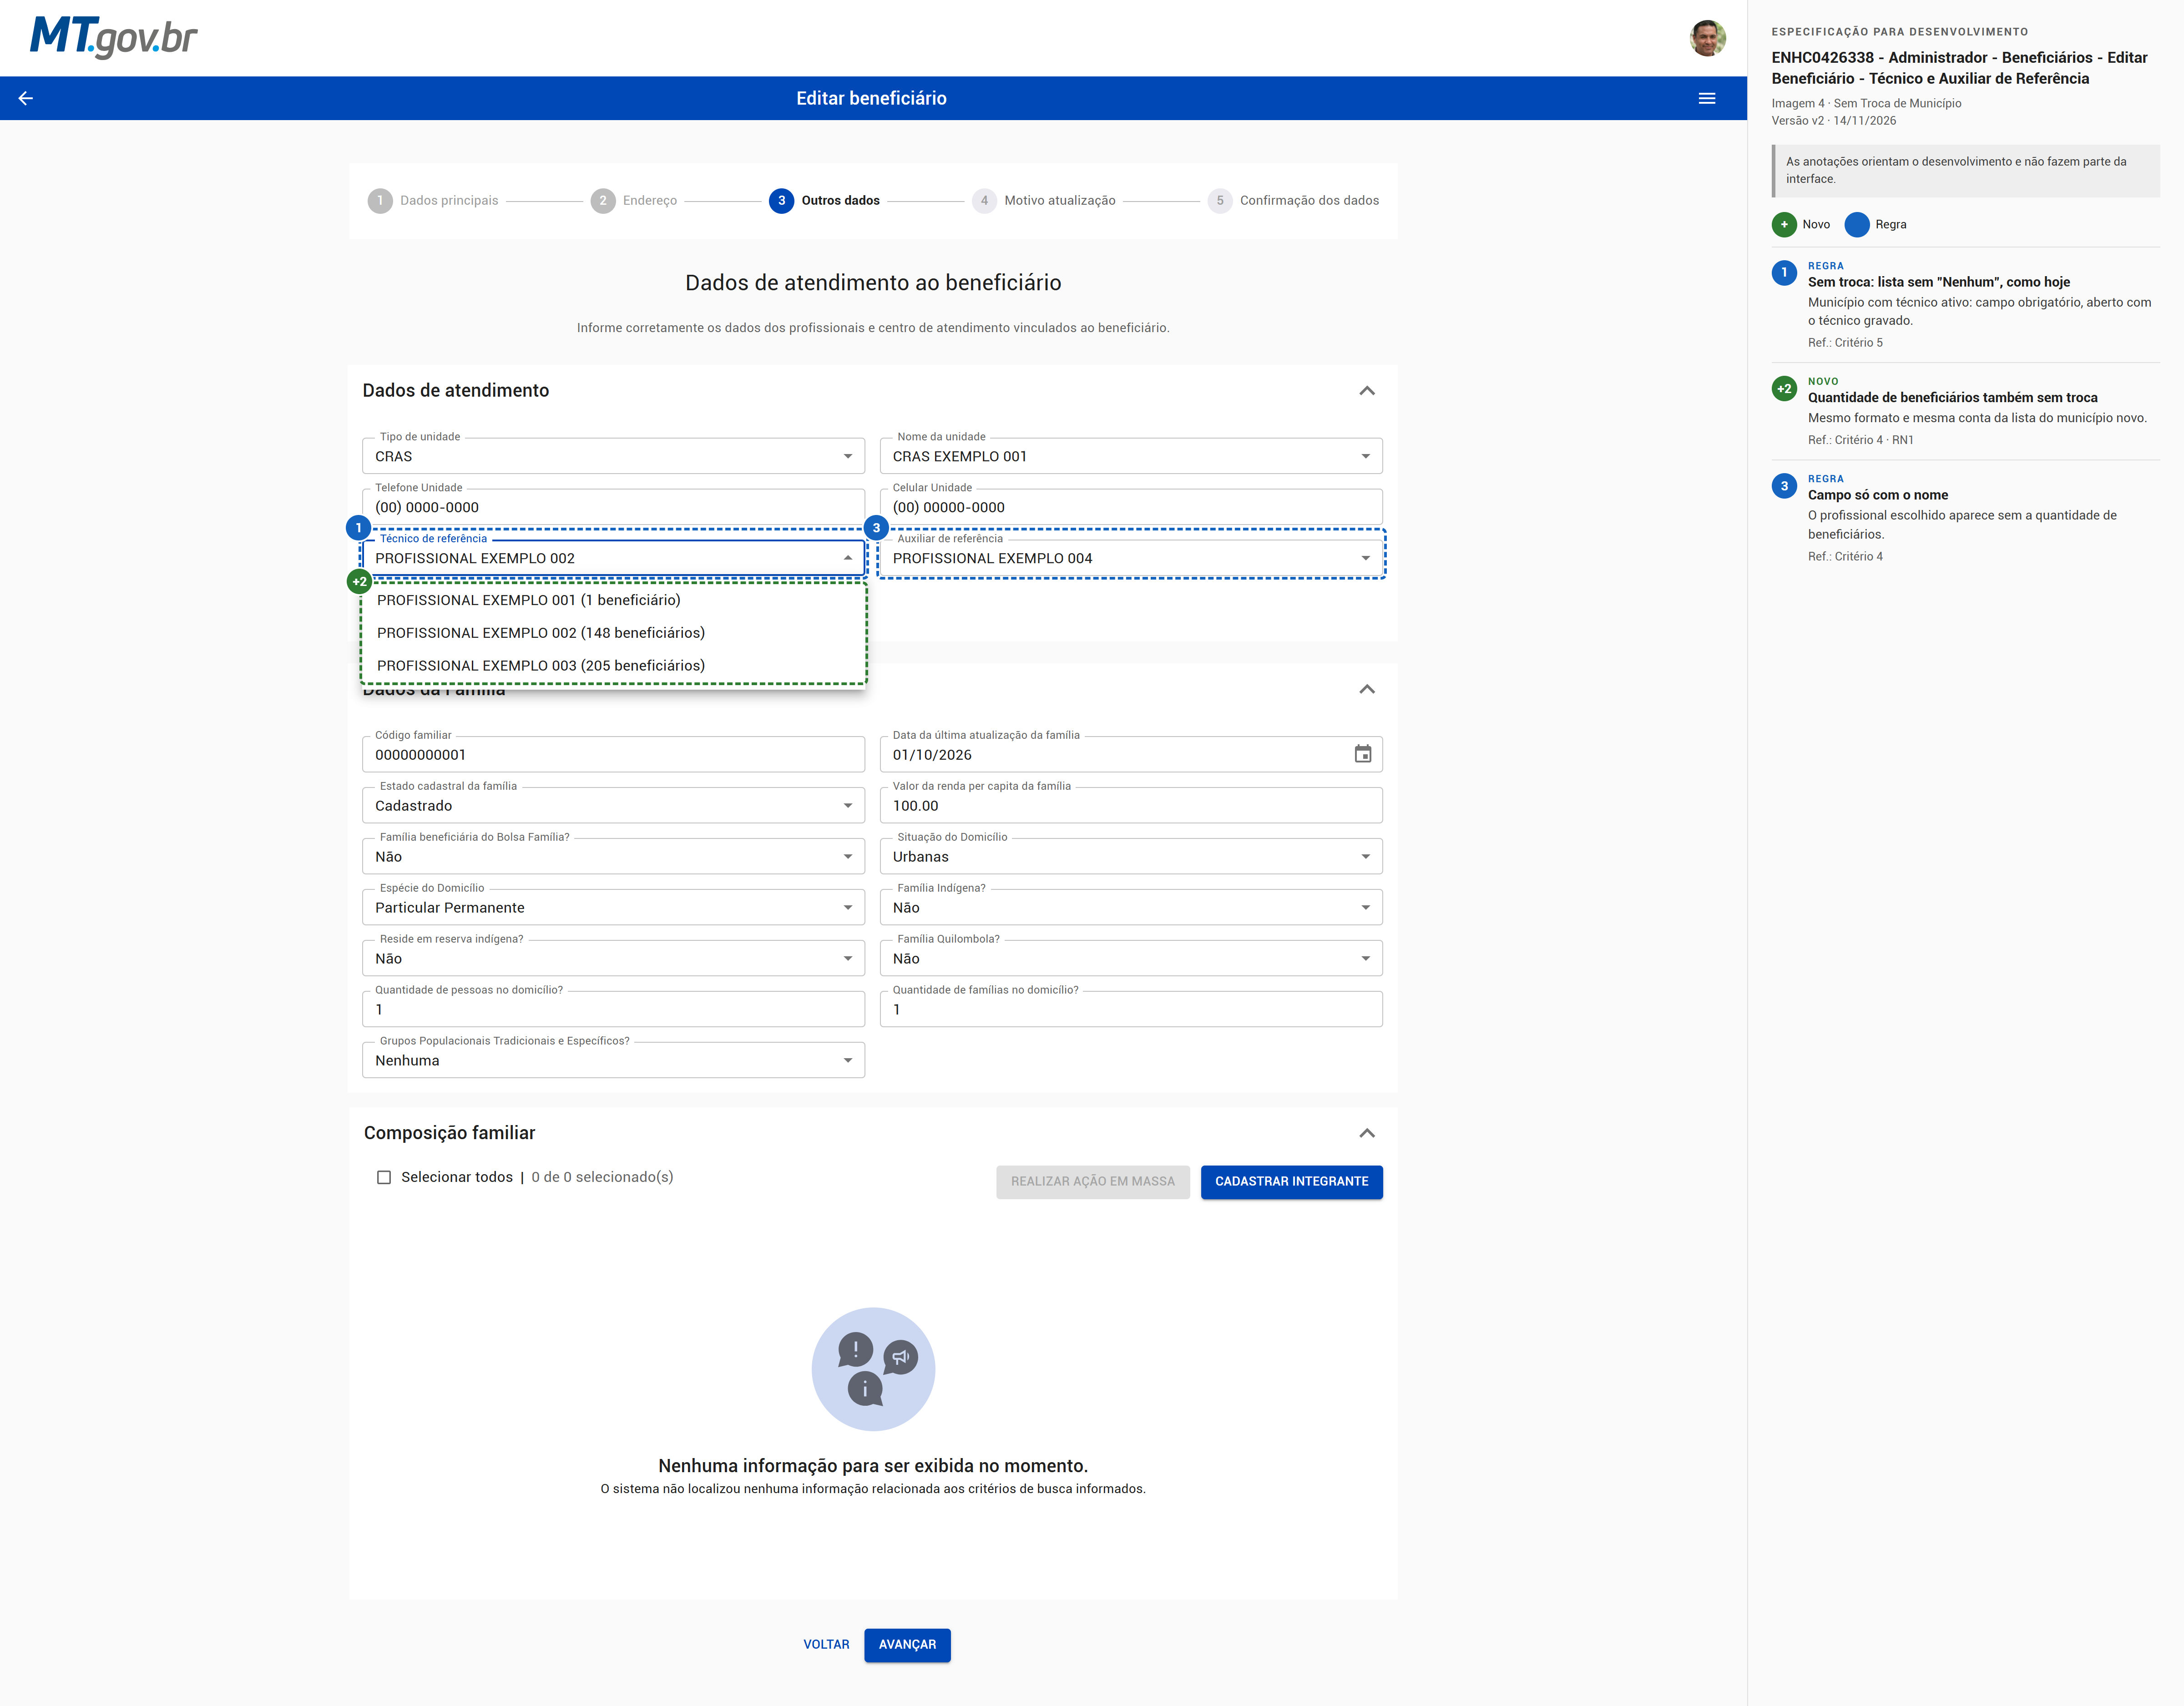 MT.gov.br
Editar beneficiário
1 Dados principais
2 Endereço
3 Outros dados
4 Motivo atualização
5 Confirmação dos dados
Dados de atendimento ao beneficiário
Informe corretamente os dados dos profissionais e centro de atendimento vinculados ao beneficiário.
Dados de atendimento
Tipo de unidade
CRAS
Nome da unidade
CRAS EXEMPLO 001
Telefone Unidade
(00) 0000-0000
Celular Unidade
(00) 00000-0000
1
Técnico de referência
PROFISSIONAL EXEMPLO 002
3
Auxiliar de referência
PROFISSIONAL EXEMPLO 004
+2
PROFISSIONAL EXEMPLO 001 (1 beneficiário)
PROFISSIONAL EXEMPLO 002 (148 beneficiários)
PROFISSIONAL EXEMPLO 003 (205 beneficiários)
Dados da Família
Código familiar
00000000001
Data da última atualização da família
01/10/2026
Estado cadastral da família
Cadastrado
Valor da renda per capita da família
100.00
Família beneficiária do Bolsa Família?
Não
Situação do Domicílio
Urbanas
Espécie do Domicílio
Particular Permanente
Família Indígena?
Não
Reside em reserva indígena?
Não
Família Quilombola?
Não
Quantidade de pessoas no domicílio?
1
Quantidade de famílias no domicílio?
1
Grupos Populacionais Tradicionais e Específicos?
Nenhuma
Composição familiar
Selecionar todos | 0 de 0 selecionado(s)
REALIZAR AÇÃO EM MASSA
CADASTRAR INTEGRANTE
Nenhuma informação para ser exibida no momento.
O sistema não localizou nenhuma informação relacionada aos critérios de busca informados.
VOLTAR
AVANÇAR
ESPECIFICAÇÃO PARA DESENVOLVIMENTO
ENHC0426338 - Administrador - Beneficiários - Editar
Beneficiário - Técnico e Auxiliar de Referência
Imagem 4 · Sem Troca de Município
Versão v2 · 14/11/2026
As anotações orientam o desenvolvimento e não fazem parte da
interface.
+ Novo
Regra
1 REGRA
Sem troca: lista sem "Nenhum", como hoje
Município com técnico ativo: campo obrigatório, aberto com
o técnico gravado.
Ref.: Critério 5
+2 NOVO
Quantidade de beneficiários também sem troca
Mesmo formato e mesma conta da lista do município novo.
Ref.: Critério 4 · RN1
3 REGRA
Campo só com o nome
O profissional escolhido aparece sem a quantidade de
beneficiários.
Ref.: Critério 4